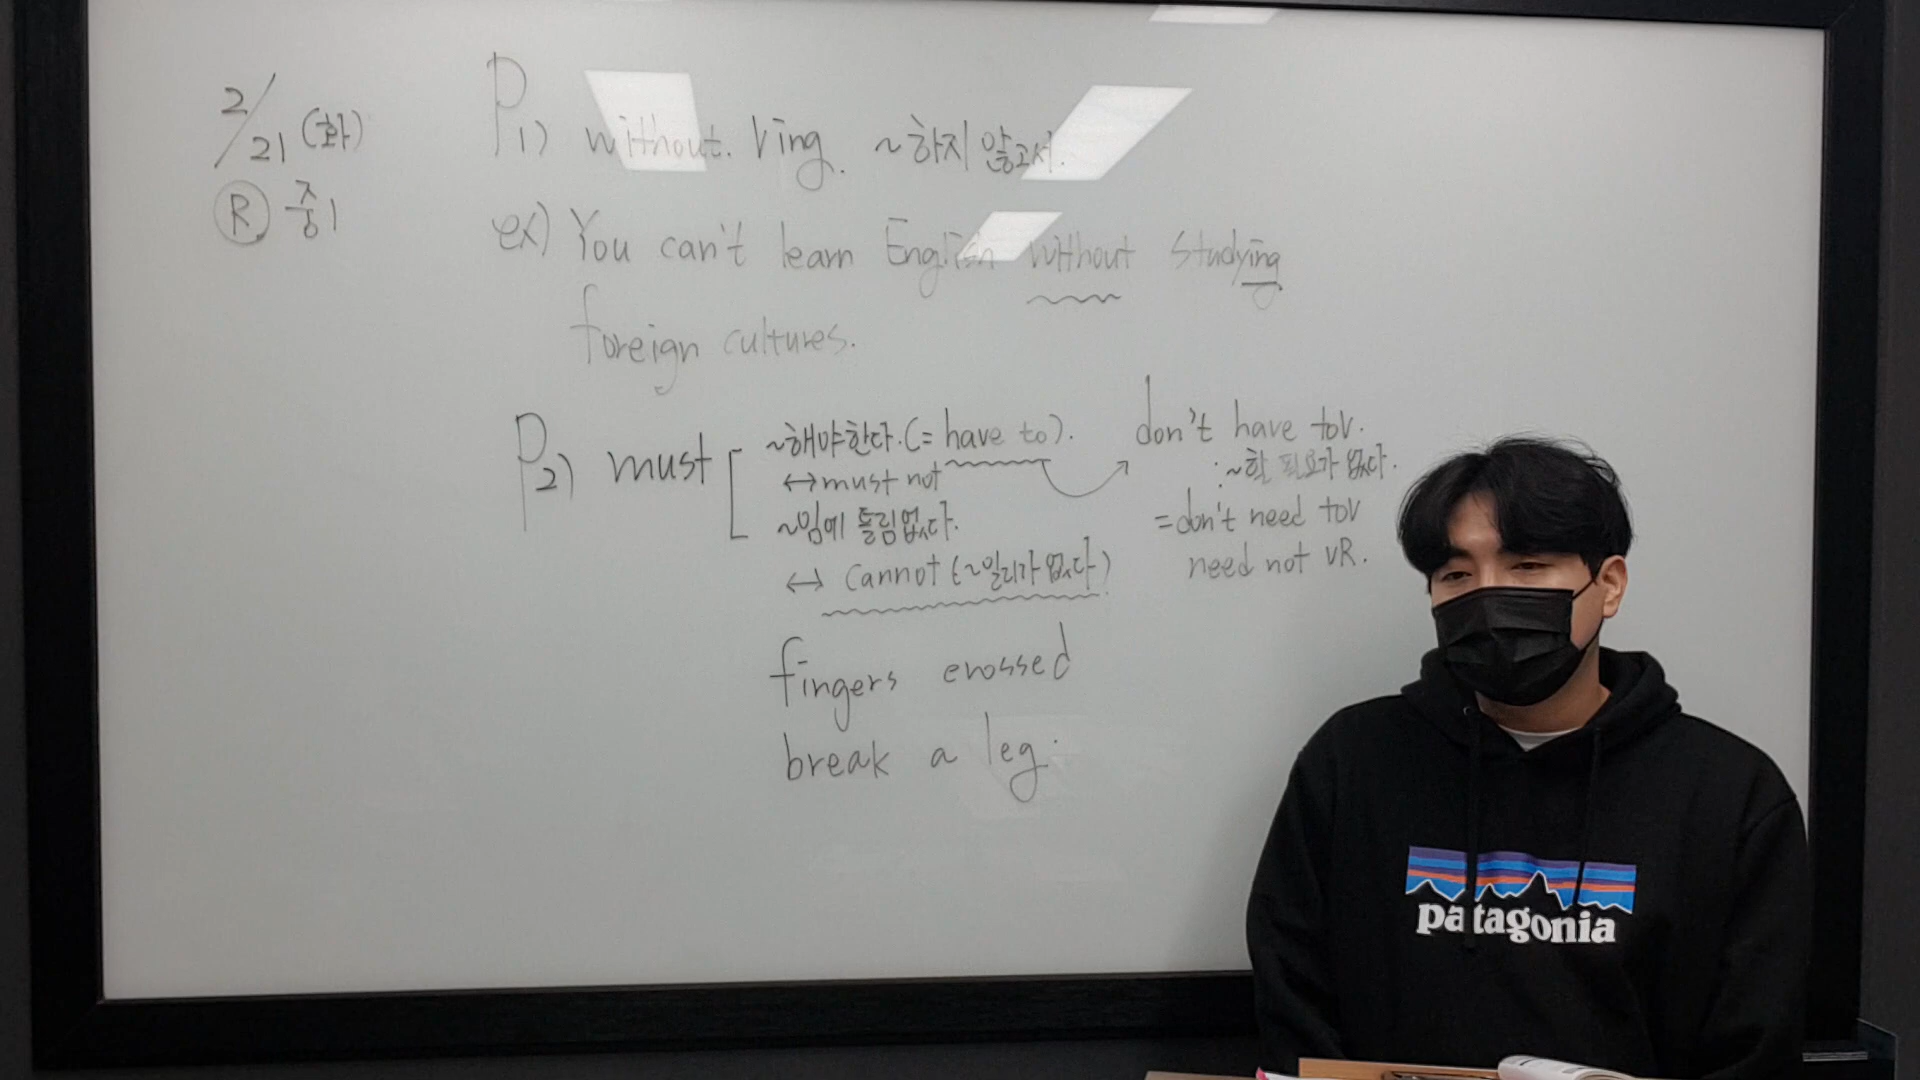 2/21 (화)
Ⓡ 중1
P1) without. Ving. ~하지 않고서.
ex) You can't learn English without studying
foreign cultures.
P2) must [ ~해야한다.(= have to).
↔ must not
~임에 틀림없다.
↔ cannot (~일리가 없다)
don't have toV.
: ~할 필요가 없다.
= don't need toV
need not VR.
fingers crossed
break a leg.
patagonia